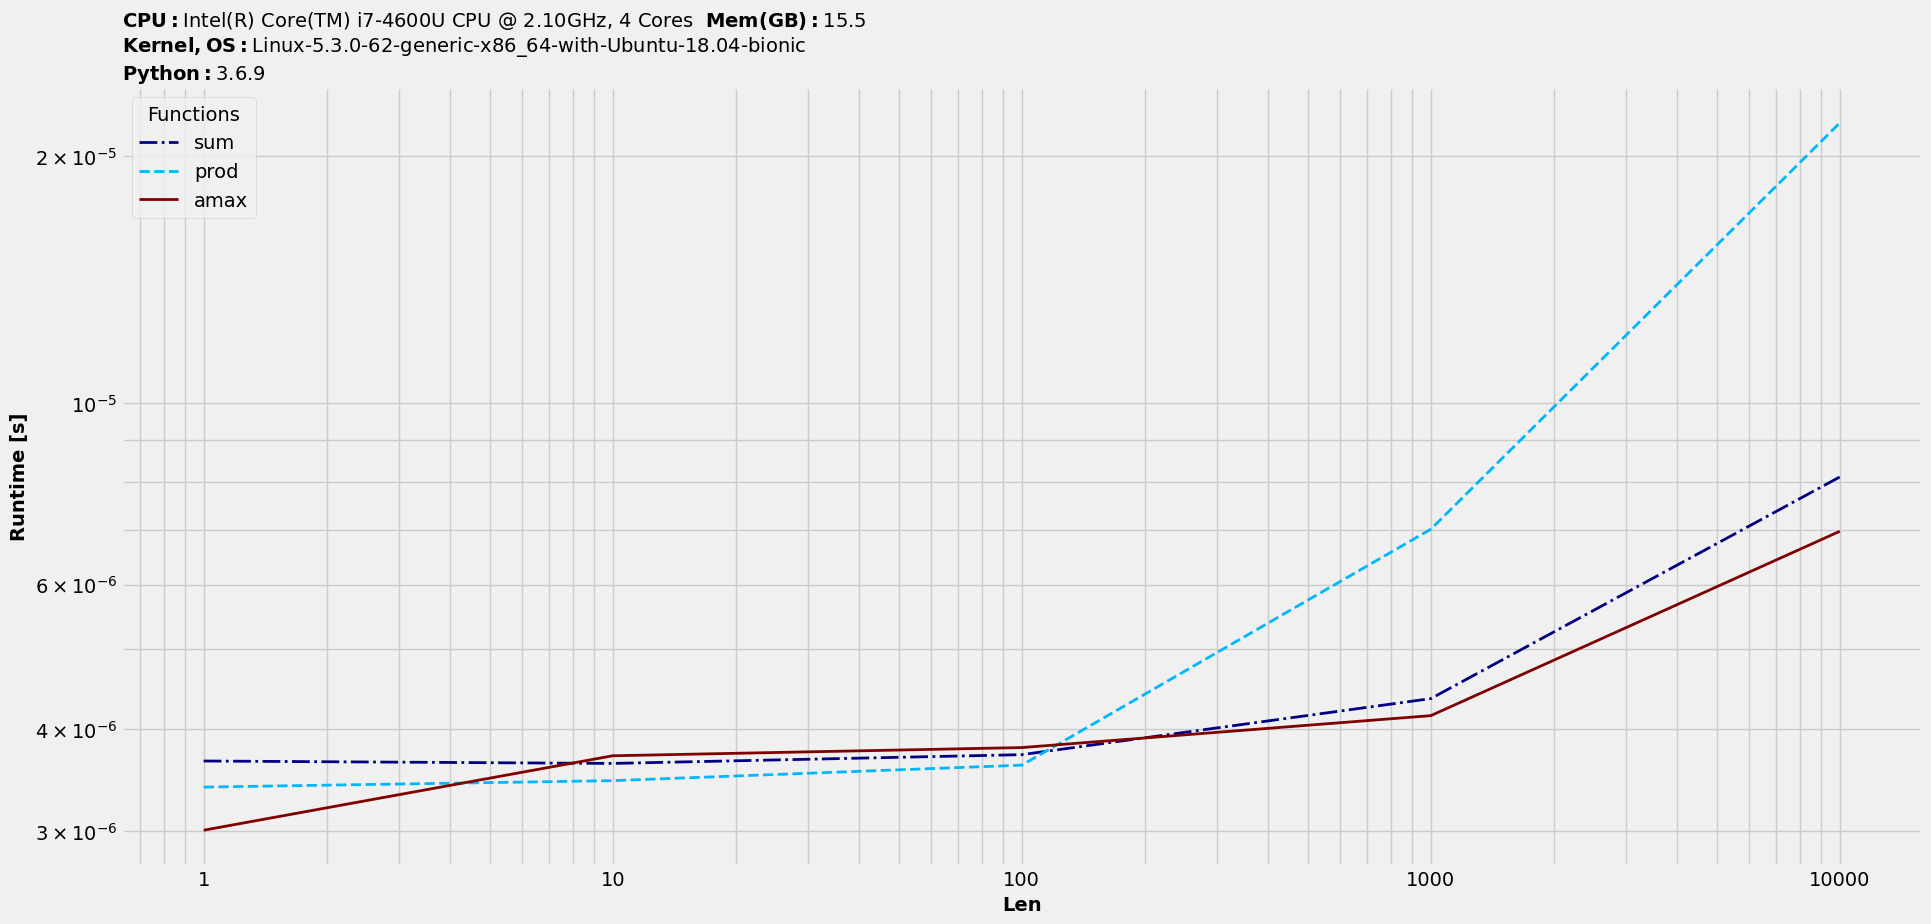 CPU: Intel(R) Core(TM) i7-4600U CPU @ 2.10GHz, 4 Cores  Mem(GB): 15.5
Kernel, OS: Linux-5.3.0-62-generic-x86_64-with-Ubuntu-18.04-bionic
Python: 3.6.9
Functions
sum
prod
amax
2 × 10⁻⁵
10⁻⁵
6 × 10⁻⁶
4 × 10⁻⁶
3 × 10⁻⁶
Runtime [s]
1 10 100 1000 10000
Len